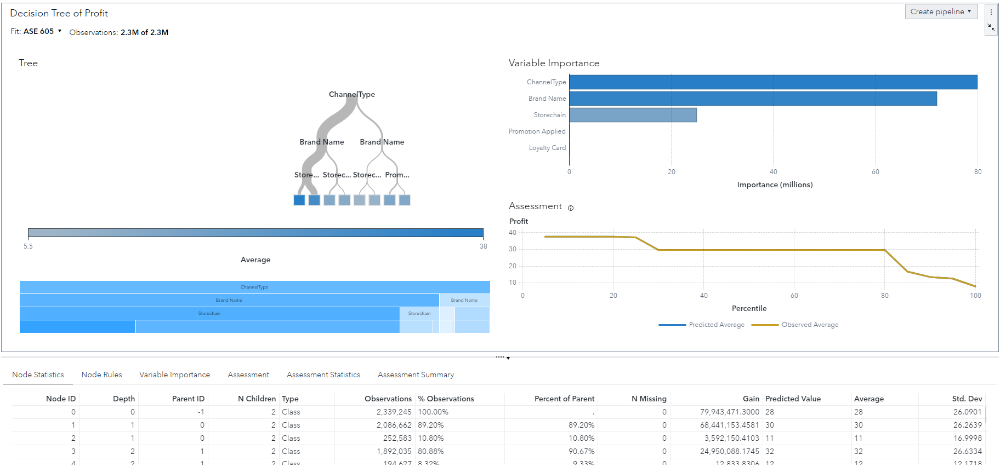 Decision Tree of Profit
Create pipeline
Fit: ASE 605 Observations: 2.3M of 2.3M
Tree
ChannelType
Brand Name Brand Name
Store... Storec... Storec... Prom...
5.5 38
Average
ChannelType
Brand Name Brand Name
Storechain Storechain
Variable Importance
ChannelType
Brand Name
Storechain
Promotion Applied
Loyalty Card
0 20 40 60 80
Importance (millions)
Assessment
Profit
40
30
20
10
0 20 40 60 80 100
Percentile
Predicted Average Observed Average
Node Statistics Node Rules Variable Importance Assessment Assessment Statistics Assessment Summary
Node ID Depth Parent ID N Children Type Observations % Observations Percent of Parent N Missing Gain Predicted Value Average Std. Dev
0 0 -1 2 Class 2,339,245 100.00% . 0 79,943,471.3000 28 28 26.0901
1 1 0 2 Class 2,086,662 89.20% 89.20% 0 68,441,153.4581 30 30 26.2639
2 1 0 2 Class 252,583 10.80% 10.80% 0 3,592,150.4103 11 11 16.9998
3 2 1 2 Class 1,892,035 80.88% 90.67% 0 24,950,088.1745 32 32 26.6334
4 2 1 2 Class 194,627 8.32% 9.33% 0 12,833.8306 12 12 12.1718